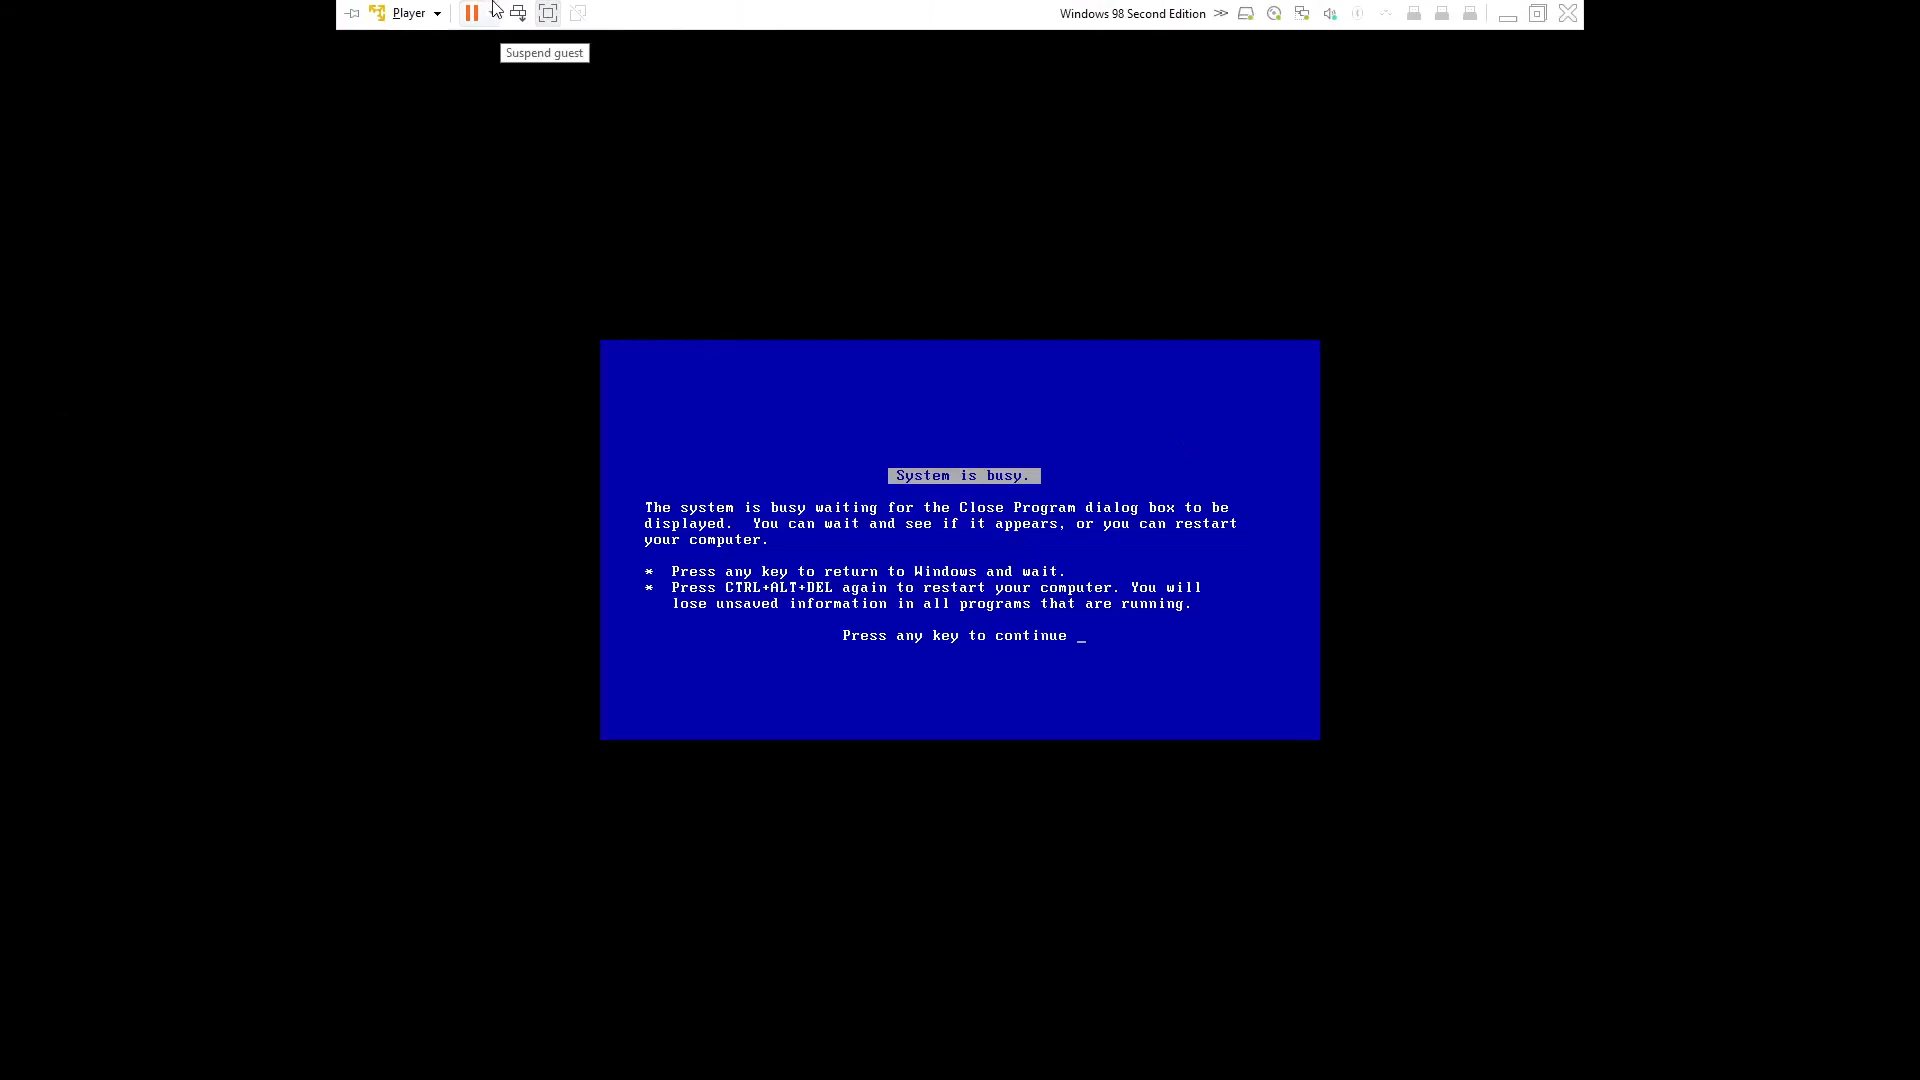 Player
Windows 98 Second Edition
Suspend guest
System is busy.
The system is busy waiting for the Close Program dialog box to be
displayed.  You can wait and see if it appears, or you can restart
your computer.
*  Press any key to return to Windows and wait.
*  Press CTRL+ALT+DEL again to restart your computer. You will
lose unsaved information in all programs that are running.
Press any key to continue _